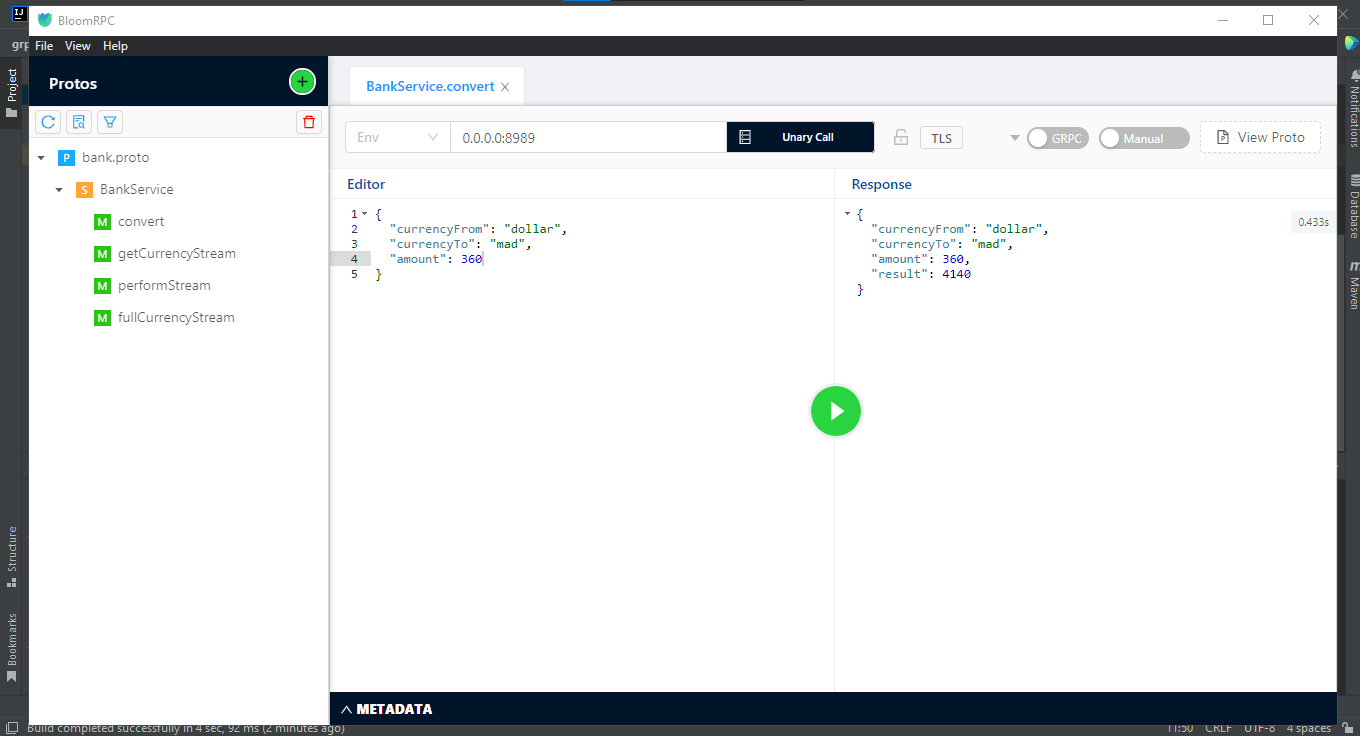 IJ
BloomRPC
File View Help
grp
Protos
BankService.convert
Env
0.0.0.0:8989
Unary Call
TLS
GRPC
Manual
View Proto
P bank.proto
S BankService
M convert
M getCurrencyStream
M performStream
M fullCurrencyStream
Editor
1 {
2 "currencyFrom": "dollar",
3 "currencyTo": "mad",
4 "amount": 360
5 }
Response
{
"currencyFrom": "dollar",
"currencyTo": "mad",
"amount": 360,
"result": 4140
}
0.433s
METADATA
Project
Structure
Bookmarks
Notifications
Database
m Maven
Build completed successfully in 4 sec, 92 ms (2 minutes ago)
11:50 CRLF UTF-8 4 spaces